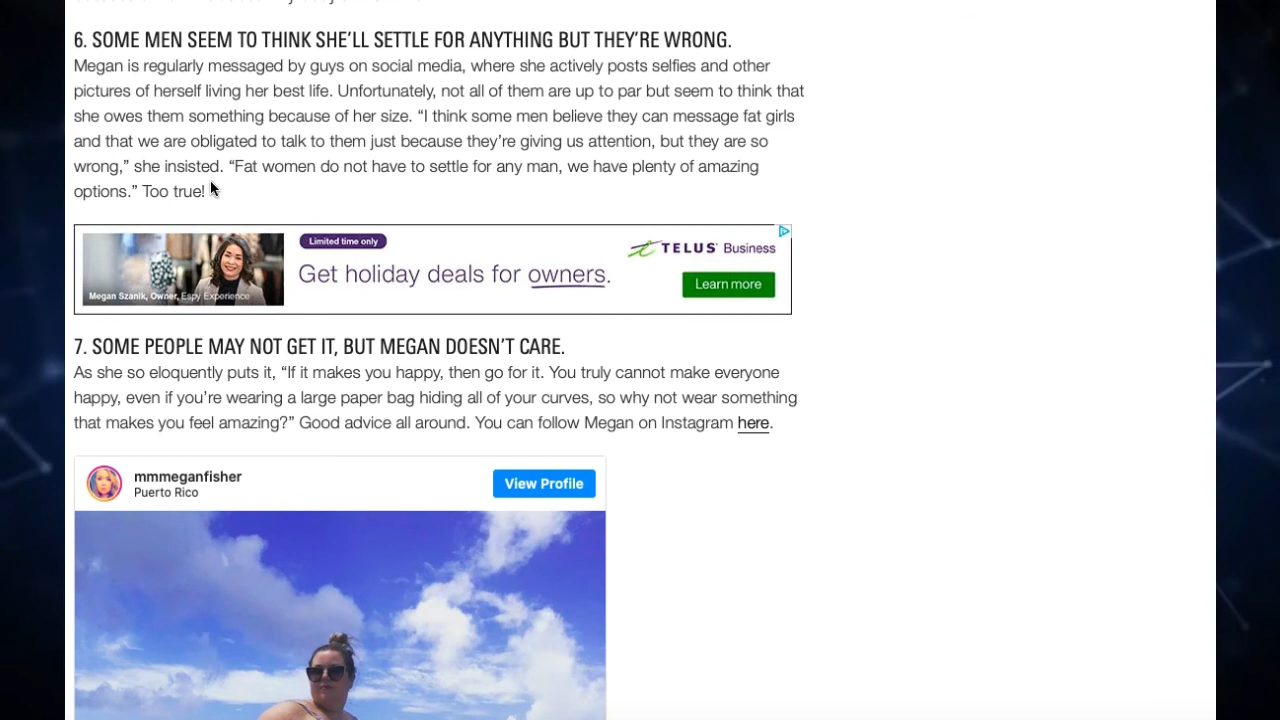 6. SOME MEN SEEM TO THINK SHE'LL SETTLE FOR ANYTHING BUT THEY'RE WRONG.
Megan is regularly messaged by guys on social media, where she actively posts selfies and other
pictures of herself living her best life. Unfortunately, not all of them are up to par but seem to think that
she owes them something because of her size. “I think some men believe they can message fat girls
and that we are obligated to talk to them just because they’re giving us attention, but they are so
wrong,” she insisted. “Fat women do not have to settle for any man, we have plenty of amazing
options.” Too true!
Limited time only
Get holiday deals for owners.
TELUS Business
Learn more
Megan Szanik, Owner, Espy Experience
7. SOME PEOPLE MAY NOT GET IT, BUT MEGAN DOESN’T CARE.
As she so eloquently puts it, “If it makes you happy, then go for it. You truly cannot make everyone
happy, even if you’re wearing a large paper bag hiding all of your curves, so why not wear something
that makes you feel amazing?” Good advice all around. You can follow Megan on Instagram here.
mmmeganfisher
Puerto Rico
View Profile